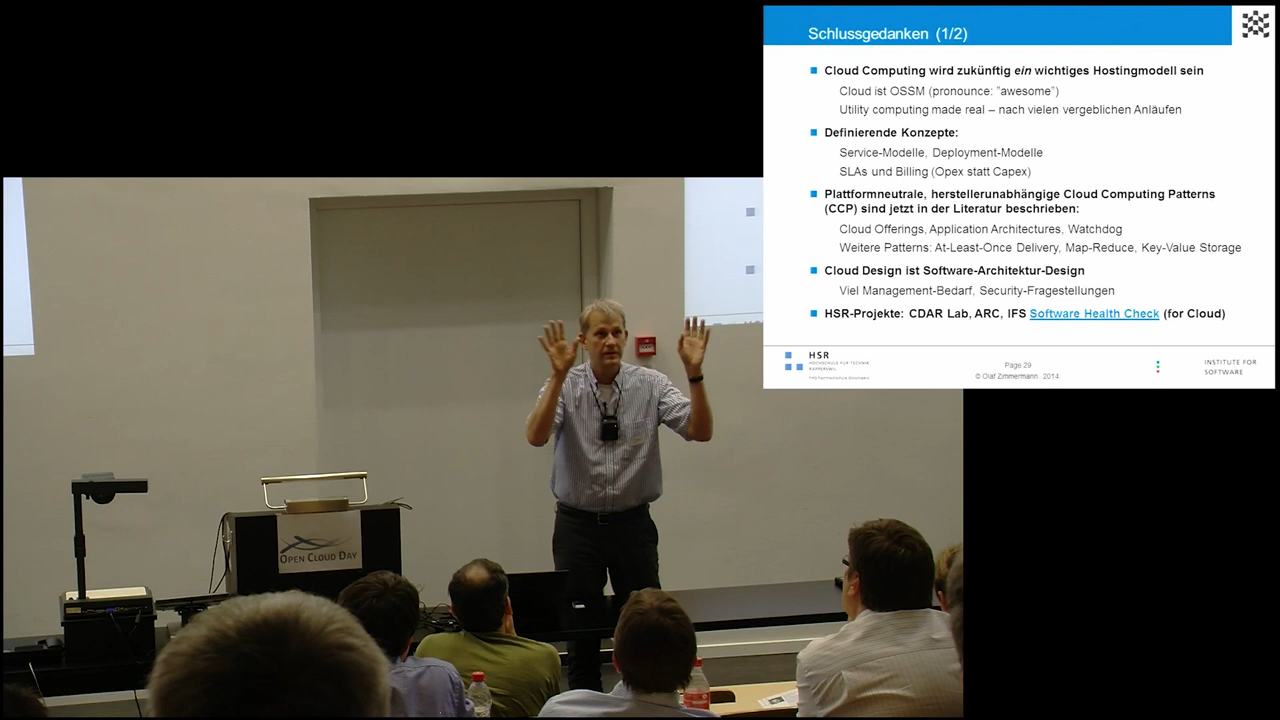 Schlussgedanken (1/2)
Cloud Computing wird zukünftig ein wichtiges Hostingmodell sein
Cloud ist OSSM (pronounce: "awesome")
Utility computing made real – nach vielen vergeblichen Anläufen
Definierende Konzepte:
Service-Modelle, Deployment-Modelle
SLAs und Billing (Opex statt Capex)
Plattformneutrale, herstellerunabhängige Cloud Computing Patterns
(CCP) sind jetzt in der Literatur beschrieben:
Cloud Offerings, Application Architectures, Watchdog
Weitere Patterns: At-Least-Once Delivery, Map-Reduce, Key-Value Storage
Cloud Design ist Software-Architektur-Design
Viel Management-Bedarf, Security-Fragestellungen
HSR-Projekte: CDAR Lab, ARC, IFS Software Health Check (for Cloud)
HSR
HOCHSCHULE FÜR TECHNIK
RAPPERSWIL
Page 29
© Olaf Zimmermann 2014
INSTITUTE FOR
SOFTWARE
OPEN CLOUD DAY